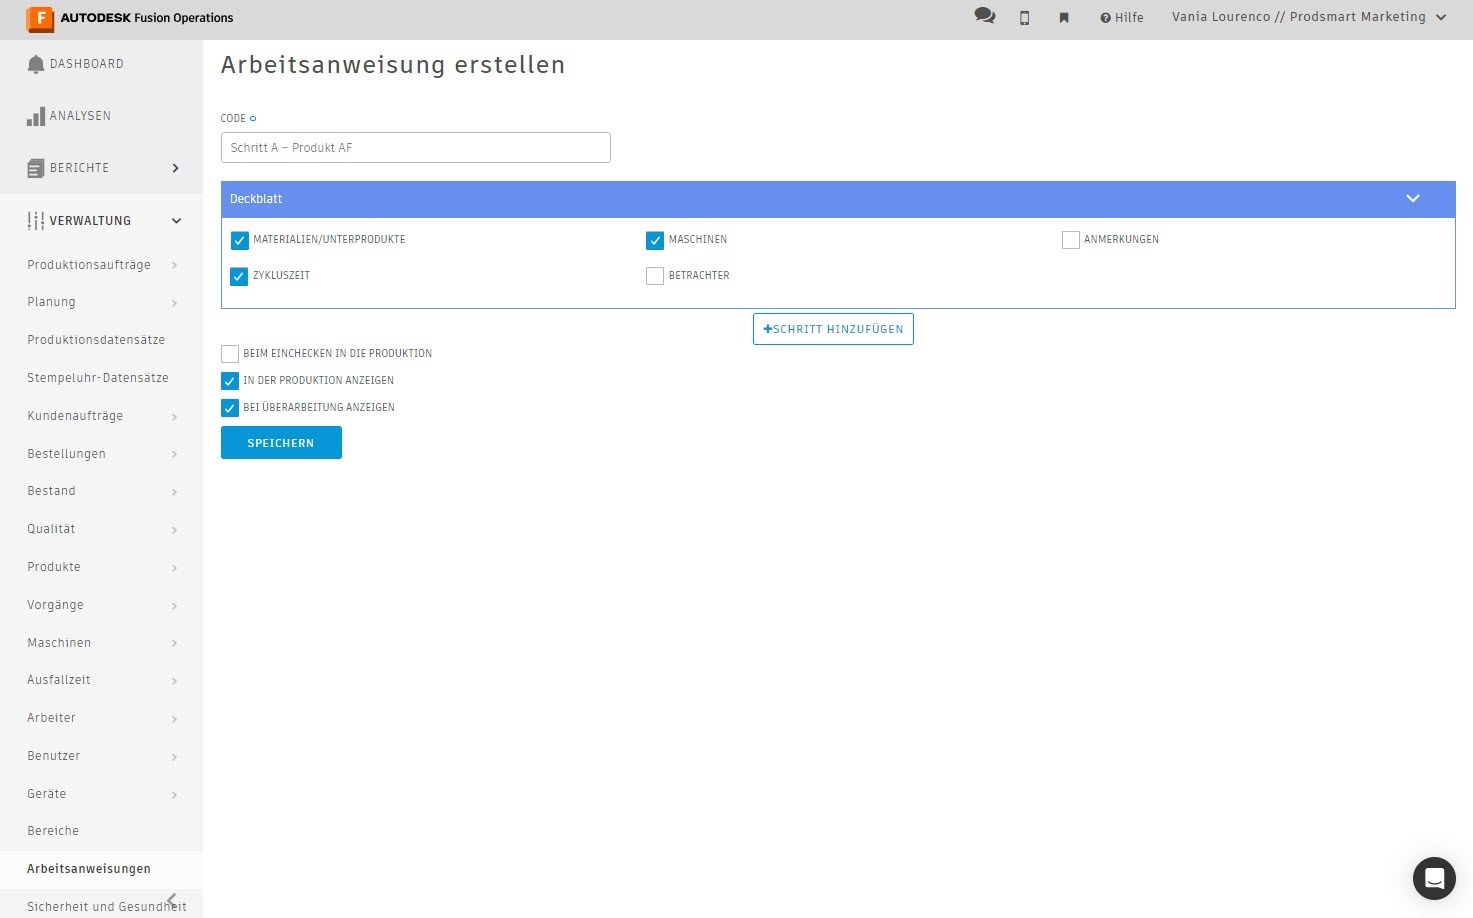 AUTODESK Fusion Operations
Hilfe
Vania Lourenco // Prodsmart Marketing
DASHBOARD
ANALYSEN
BERICHTE
VERWALTUNG
Produktionsaufträge
Planung
Produktionsdatensätze
Stempeluhr-Datensätze
Kundenaufträge
Bestellungen
Bestand
Qualität
Produkte
Vorgänge
Maschinen
Ausfallzeit
Arbeiter
Benutzer
Geräte
Bereiche
Arbeitsanweisungen
Sicherheit und Gesundheit
Arbeitsanweisung erstellen
CODE
Schritt A – Produkt AF
Deckblatt
MATERIALIEN/UNTERPRODUKTE
MASCHINEN
ANMERKUNGEN
ZYKLUSZEIT
BETRACHTER
+SCHRITT HINZUFÜGEN
BEIM EINCHECKEN IN DIE PRODUKTION
IN DER PRODUKTION ANZEIGEN
BEI ÜBERARBEITUNG ANZEIGEN
SPEICHERN